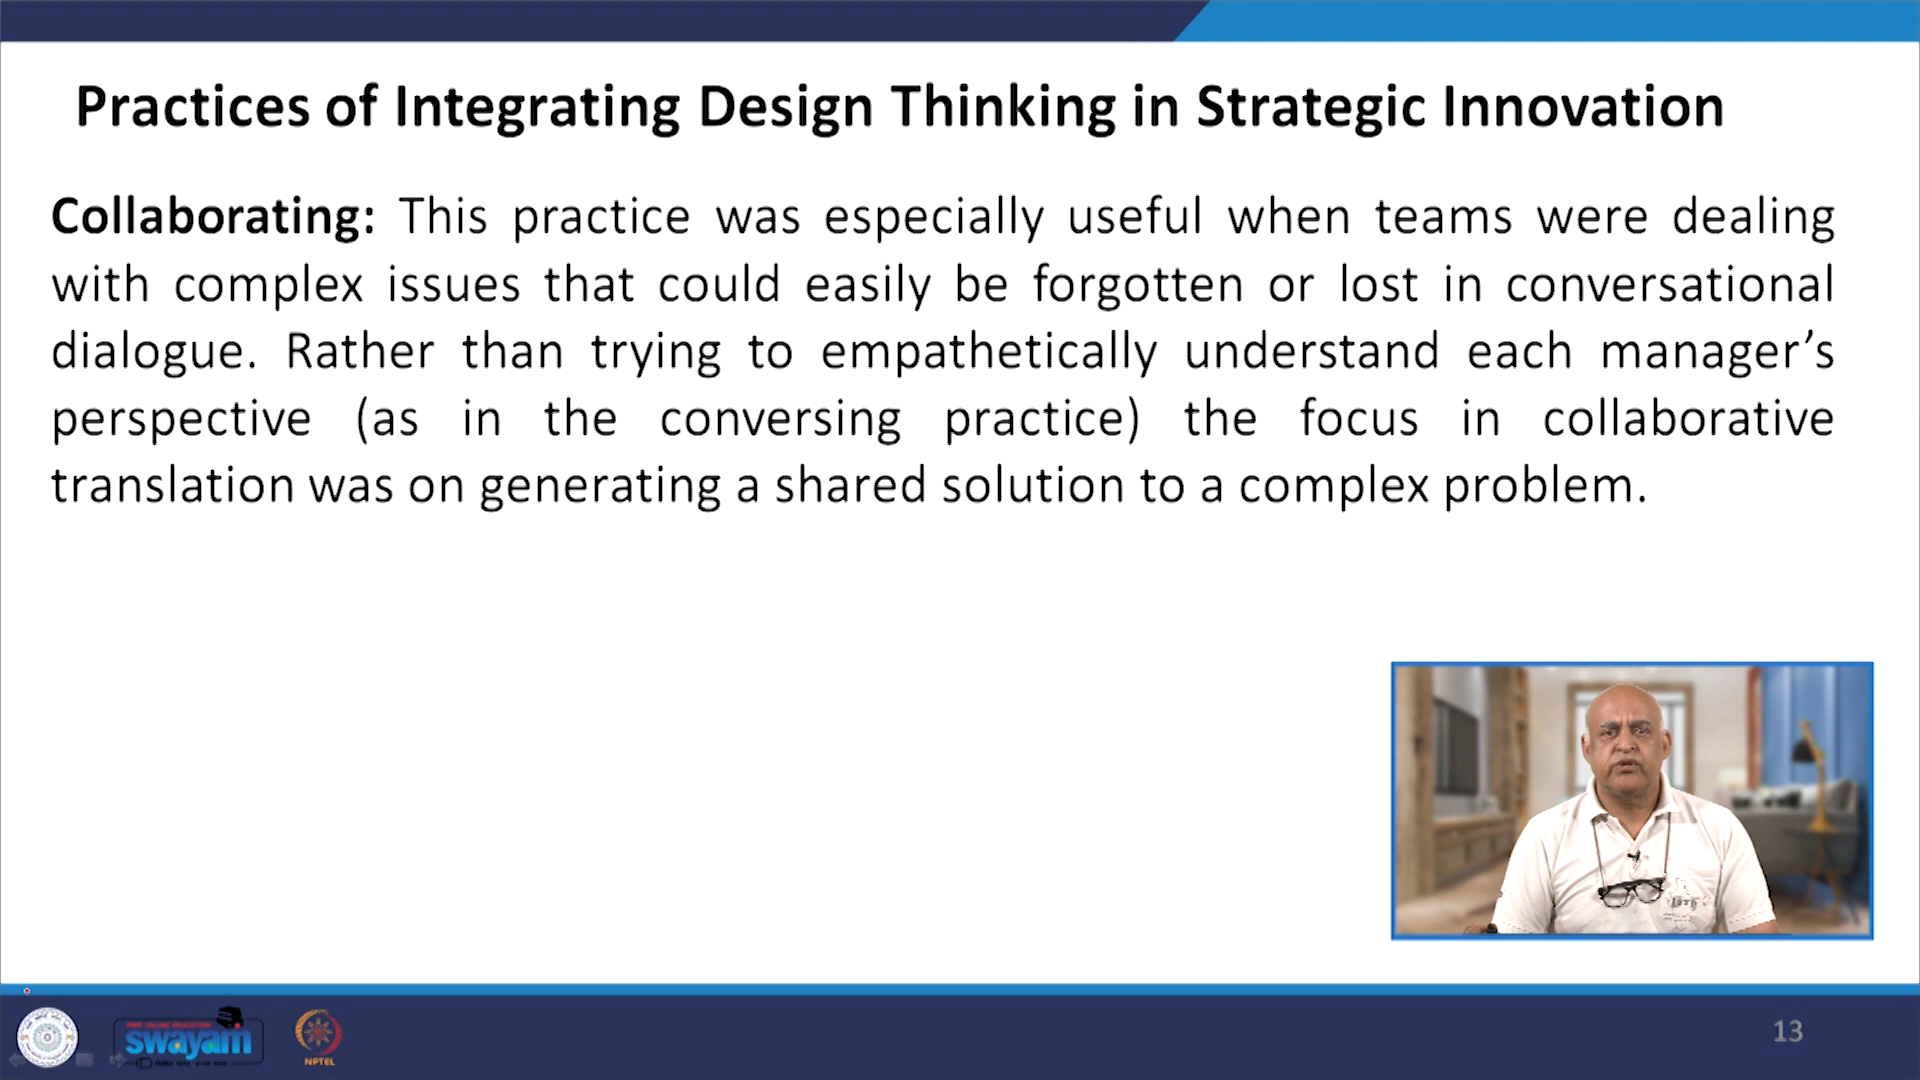 Practices of Integrating Design Thinking in Strategic Innovation
Collaborating: This practice was especially useful when teams were dealing
with complex issues that could easily be forgotten or lost in conversational
dialogue. Rather than trying to empathetically understand each manager’s
perspective (as in the conversing practice) the focus in collaborative
translation was on generating a shared solution to a complex problem.
FREE ONLINE EDUCATION
swayam
NPTEL
13